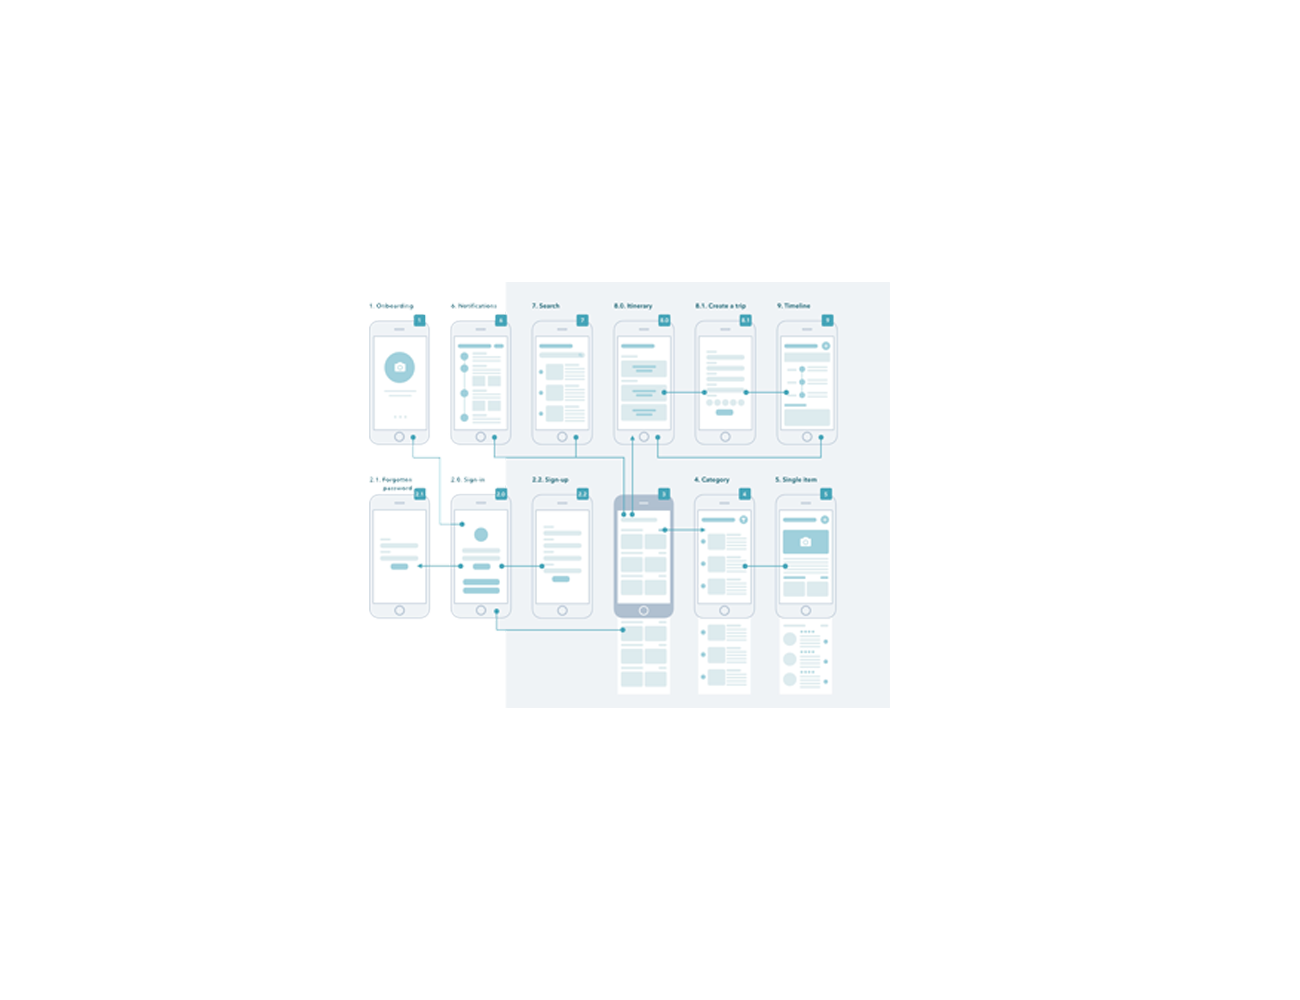 1. Onboarding
6. Notifications
7. Search
8.0. Itinerary
8.1. Create a trip
9. Timeline
1
6
7
8.0
8.1
9
2.1. Forgotten
password
2.0. Sign in
2.2. Sign-up
4. Category
5. Single Item
2.1
2.0
2.2
3
4
5